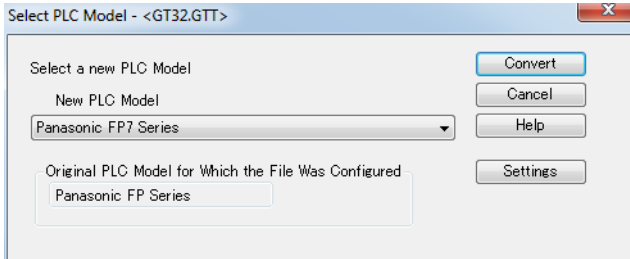 Select PLC Model - <GT32.GTT>
Select a new PLC Model
New PLC Model
Panasonic FP7 Series
Original PLC Model for Which the File Was Configured
Panasonic FP Series
Convert
Cancel
Help
Settings